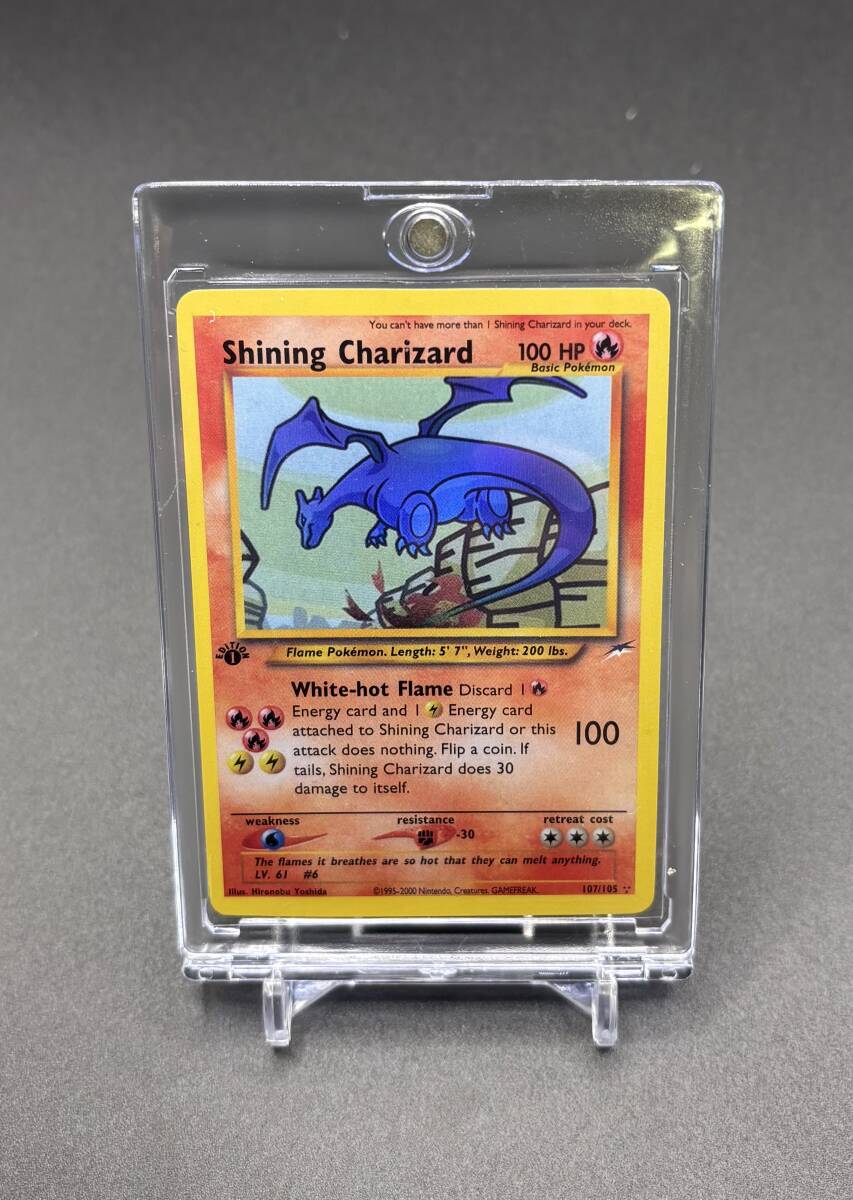 You can't have more than 1 Shining Charizard in your deck.
Shining Charizard 100 HP
Basic Pokémon
EDITION 1
Flame Pokémon. Length: 5' 7", Weight: 200 lbs.
White-hot Flame Discard 1
Energy card and 1 Energy card
attached to Shining Charizard or this
attack does nothing. Flip a coin. If
tails, Shining Charizard does 30
damage to itself.
100
weakness resistance retreat cost
-30
The flames it breathes are so hot that they can melt anything.
LV. 61 #6
Illus. Hironobu Yoshida ©1995-2000 Nintendo, Creatures, GAMEFREAK. 107/105